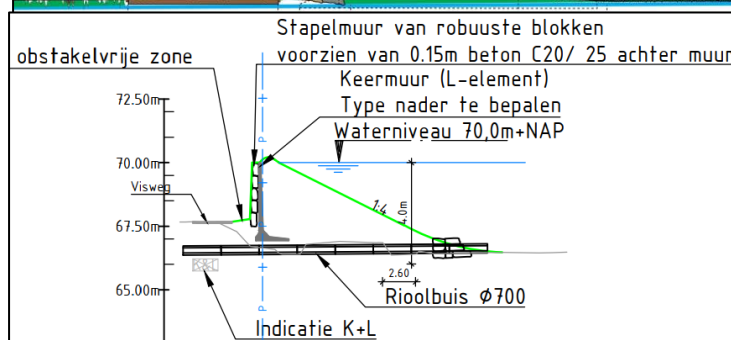 Stapelmuur van robuuste blokken
obstakelvrije zone
voorzien van 0.15m beton C20/ 25 achter muur
Keermuur (L-element)
72.50m
Type nader te bepalen
Waterniveau 70,0m+NAP
70.00m
Visweg
1:4
4.0m
67.50m
2.60
65.00m
Rioolbuis Ø700
Indicatie K+L
P
P